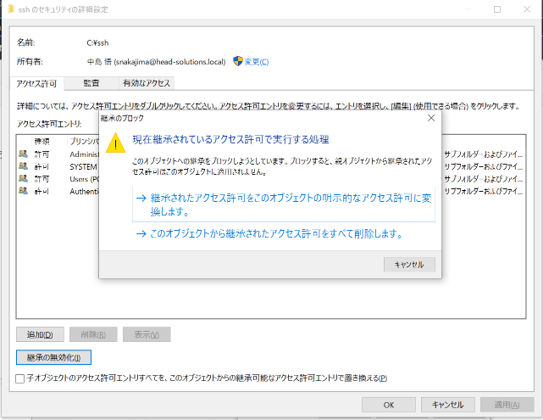 ssh のセキュリティの詳細設定
名前: C:¥ssh
所有者: 中島 悟 (snakajima@head-solutions.local) 変更(C)
アクセス許可 監査 有効なアクセス
詳細については、アクセス許可エントリをダブルクリックしてください。アクセス許可エントリを変更するには、エントリを選択し、[編集] (使用できる場合) をクリックします。
アクセス許可エントリ:
継承のブロック
現在継承されているアクセス許可で実行する処理
このオブジェクトへの継承をブロックしようとしています。ブロックすると、親オブジェクトから継承されたアク
セス許可はこのオブジェクトに適用されません。
→ 継承されたアクセス許可をこのオブジェクトの明示的なアクセス許可に変
換します。
→ このオブジェクトから継承されたアクセス許可をすべて削除します。
キャンセル
種類 プリンシパ
許可 Adminis サブフォルダーおよびファイ...
許可 SYSTEM サブフォルダーおよびファイ...
許可 Users (PC サブフォルダーおよびファイ...
許可 Authenti リブフォルダーおよびファイ...
追加(D) 削除(R) 表示(V)
継承の無効化(I)
子オブジェクトのアクセス許可エントリすべてを、このオブジェクトからの継承可能なアクセス許可エントリで置き換える(P)
OK キャンセル 適用(A)